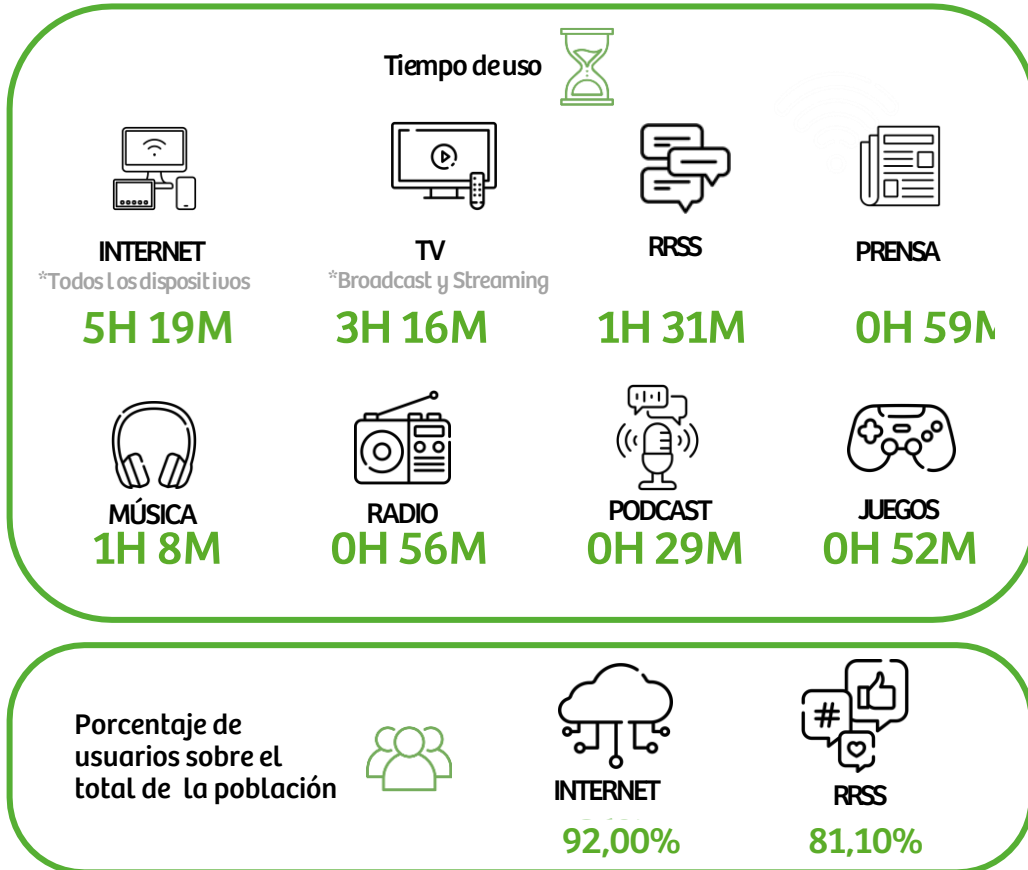 Tiempo de uso
INTERNET
*Todos los dispositivos
5H 19M
TV
*Broadcast y Streaming
3H 16M
RRSS
1H 31M
PRENSA
0H 59M
MÚSICA
1H 8M
RADIO
0H 56M
PODCAST
0H 29M
JUEGOS
0H 52M
Porcentaje de
usuarios sobre el
total de la población
INTERNET
92,00%
#
RRSS
81,10%